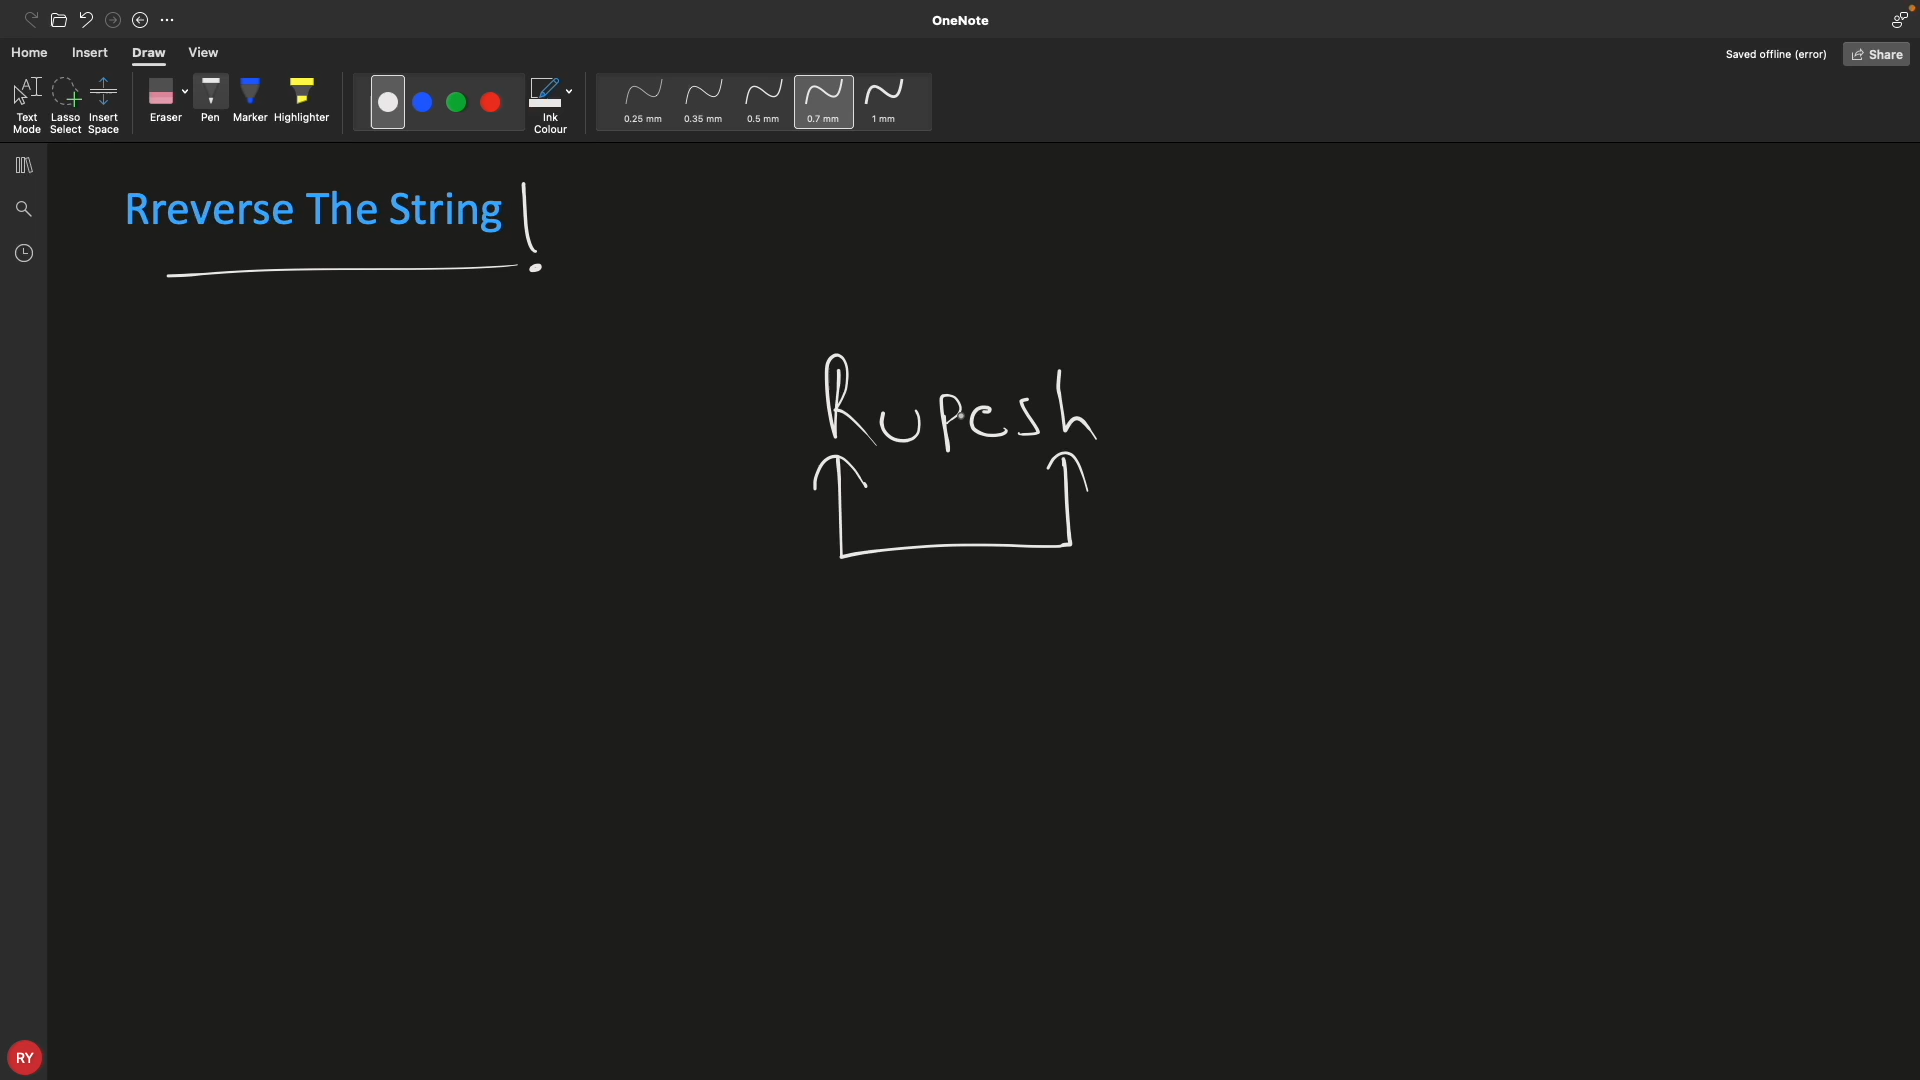 OneNote
Home Insert Draw View
Saved offline (error) Share
Text Mode Lasso Select Insert Space Eraser Pen Marker Highlighter Ink Colour 0.25 mm 0.35 mm 0.5 mm 0.7 mm 1 mm
Rreverse The String !
Rupesh
RY